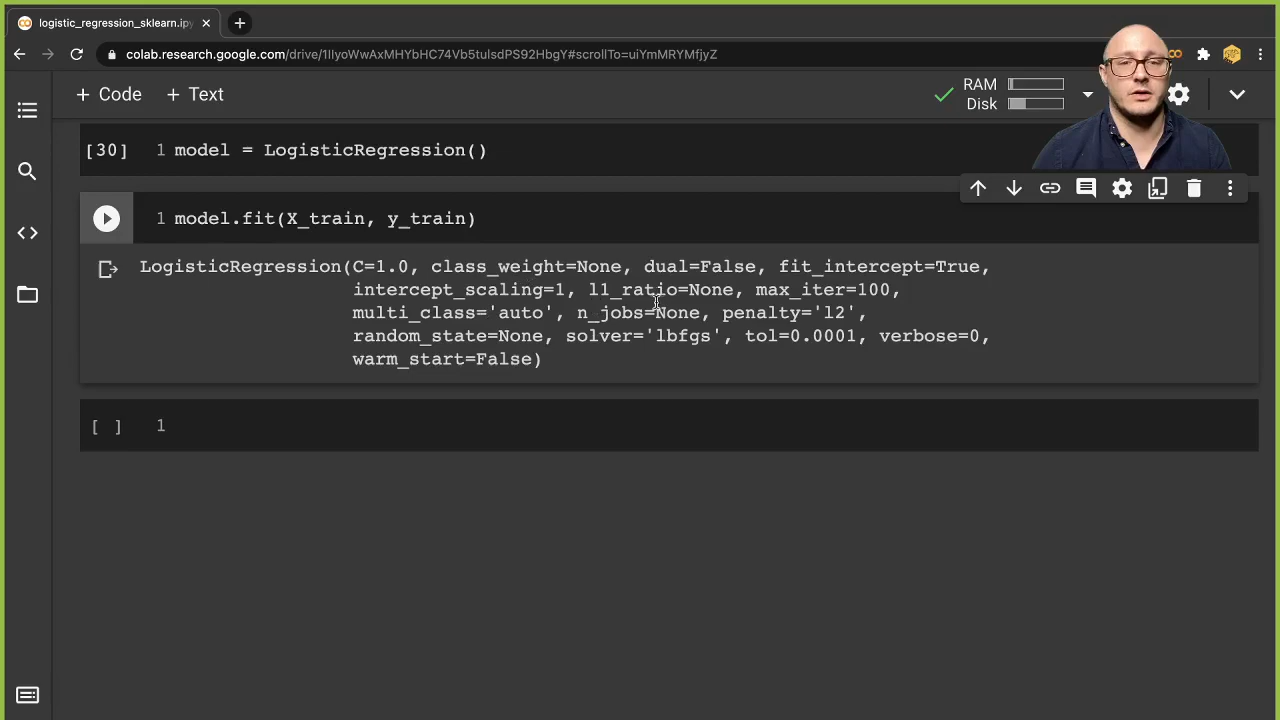 logistic_regression_sklearn.ipy
colab.research.google.com/drive/1IlyoWwAxMHYbHC74Vb5tulsdPS92HbgY#scrollTo=uiYmMRYMfjyZ
+ Code + Text
RAM
Disk
[30] 1 model = LogisticRegression()
1 model.fit(X_train, y_train)
LogisticRegression(C=1.0, class_weight=None, dual=False, fit_intercept=True,
intercept_scaling=1, l1_ratio=None, max_iter=100,
multi_class='auto', n_jobs=None, penalty='l2',
random_state=None, solver='lbfgs', tol=0.0001, verbose=0,
warm_start=False)
[ ] 1